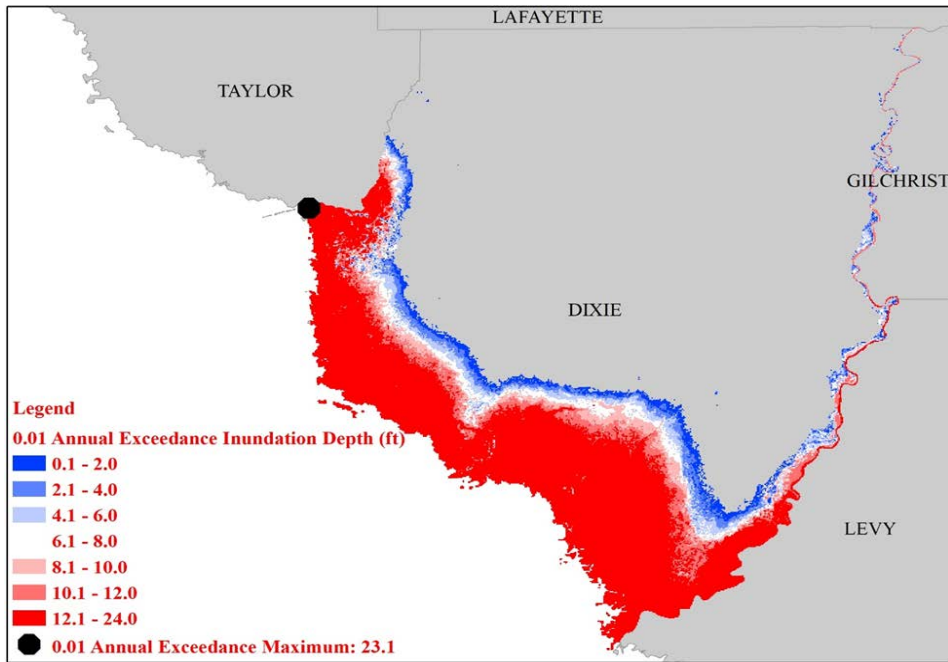 LAFAYETTE
TAYLOR
GILCHRIST
DIXIE
LEVY
Legend
0.01 Annual Exceedance Inundation Depth (ft)
0.1 - 2.0
2.1 - 4.0
4.1 - 6.0
6.1 - 8.0
8.1 - 10.0
10.1 - 12.0
12.1 - 24.0
0.01 Annual Exceedance Maximum: 23.1